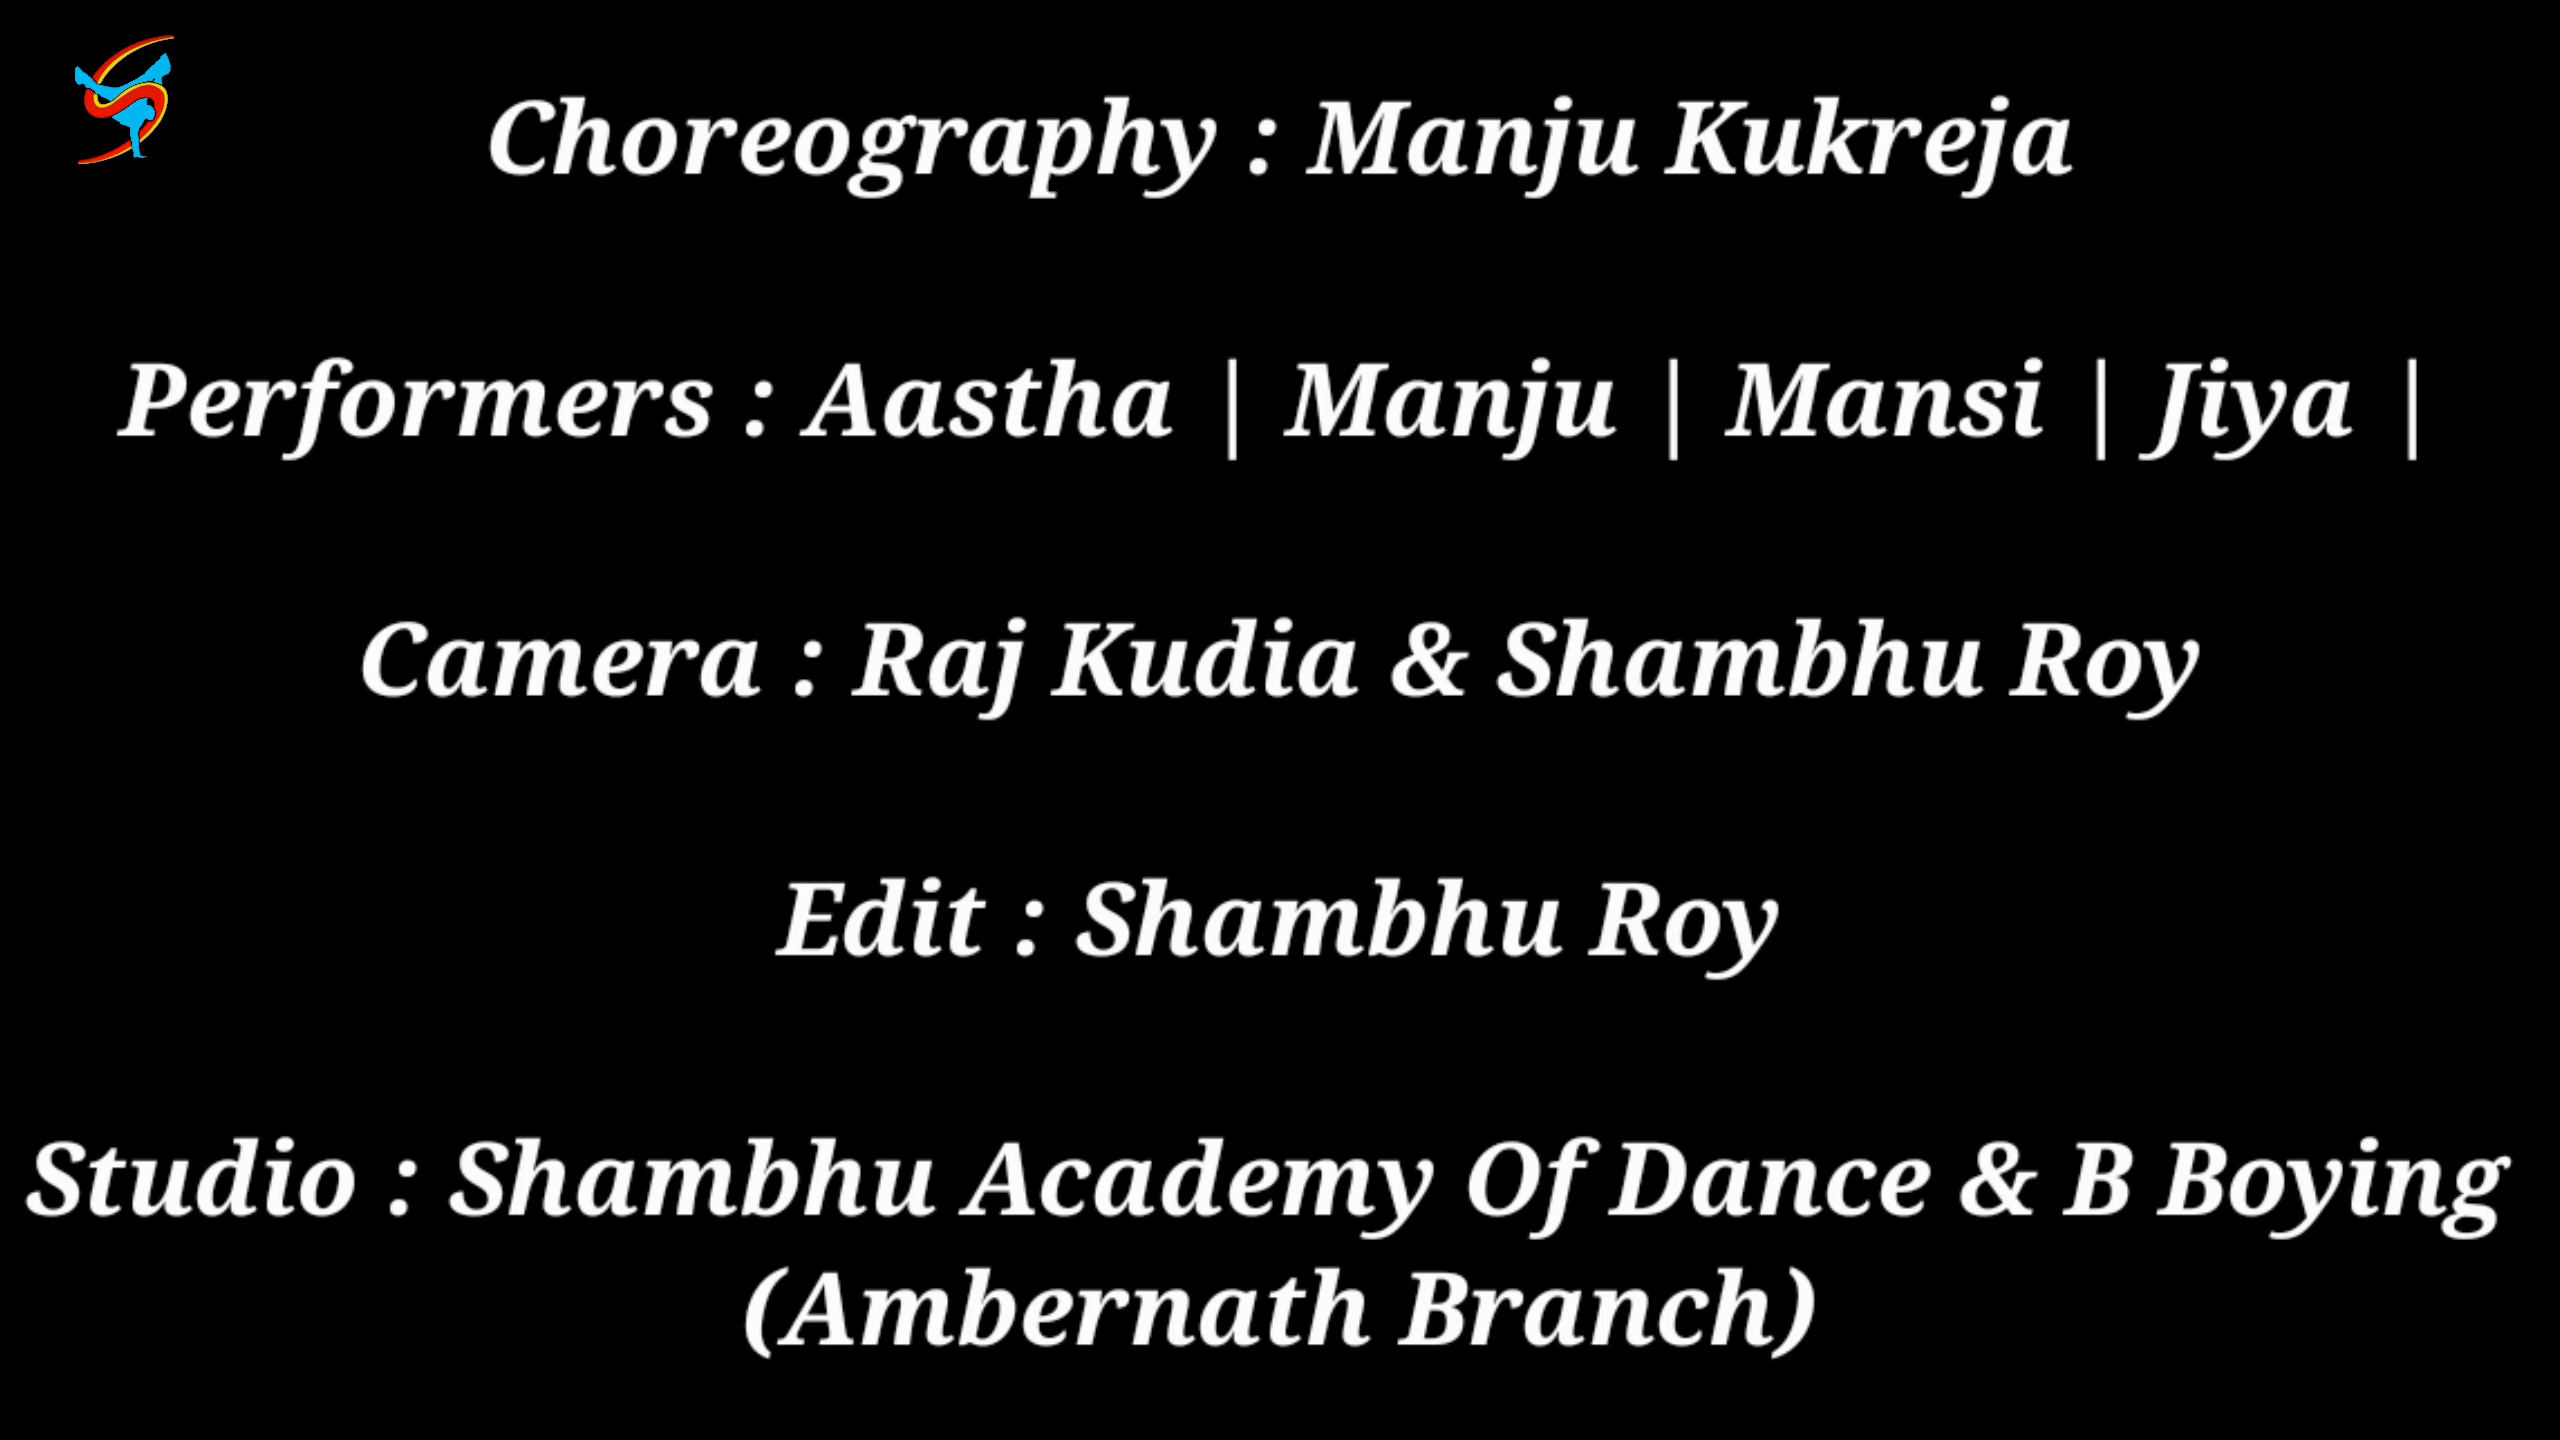 Choreography : Manju Kukreja
Performers : Aastha | Manju | Mansi | Jiya |
Camera : Raj Kudia & Shambhu Roy
Edit : Shambhu Roy
Studio : Shambhu Academy Of Dance & B Boying
(Ambernath Branch)